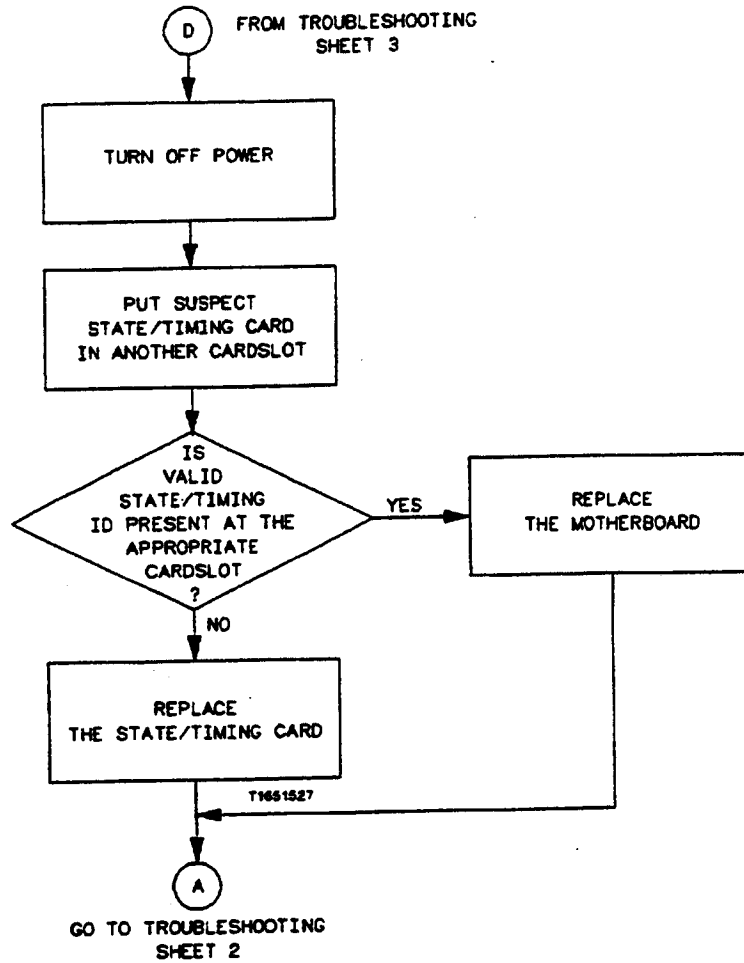 D
FROM TROUBLESHOOTING
SHEET 3
TURN OFF POWER
PUT SUSPECT
STATE/TIMING CARD
IN ANOTHER CARDSLOT
IS
VALID
STATE/TIMING
ID PRESENT AT THE
APPROPRIATE
CARDSLOT
?
YES
REPLACE
THE MOTHERBOARD
NO
REPLACE
THE STATE/TIMING CARD
T1651527
A
GO TO TROUBLESHOOTING
SHEET 2